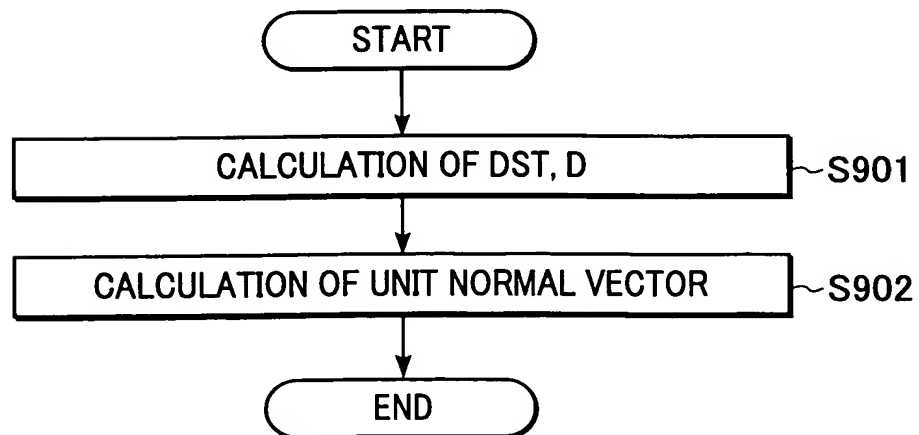 START
CALCULATION OF DST, D
S901
CALCULATION OF UNIT NORMAL VECTOR
S902
END